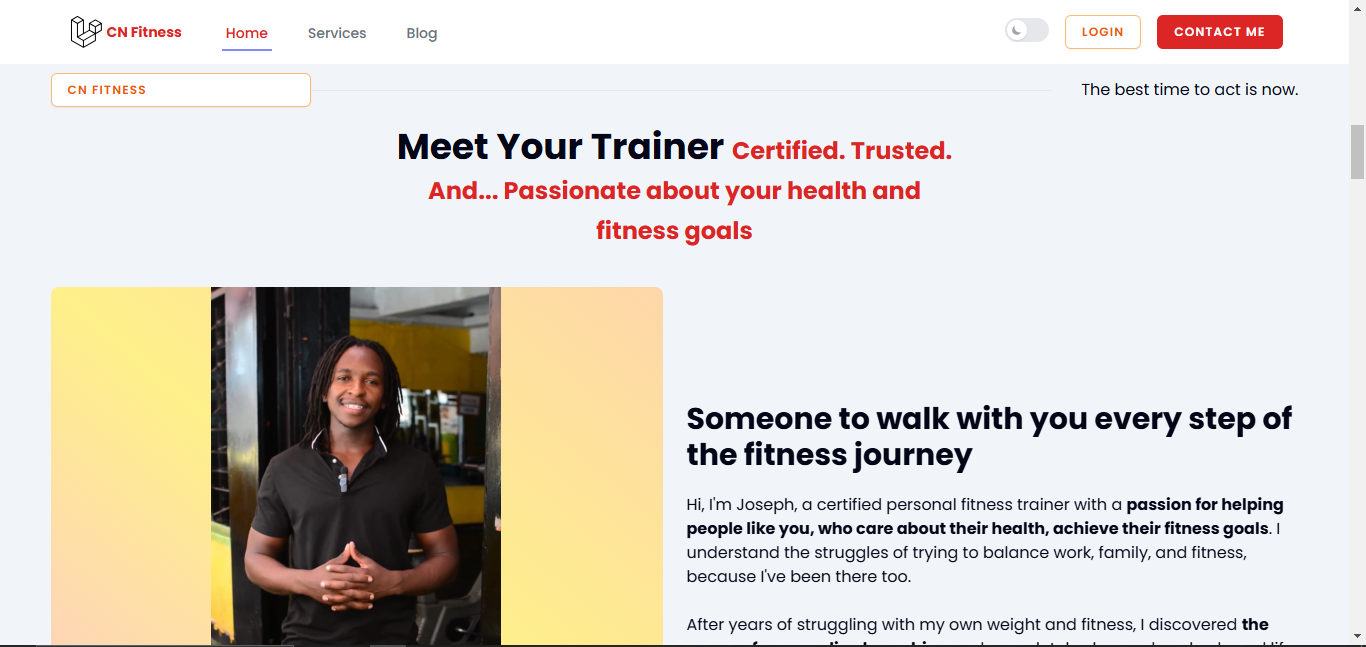 CN Fitness
Home
Services
Blog
LOGIN
CONTACT ME
CN FITNESS
The best time to act is now.
Meet Your Trainer Certified. Trusted.
And... Passionate about your health and
fitness goals
Someone to walk with you every step of
the fitness journey
Hi, I'm Joseph, a certified personal fitness trainer with a passion for helping
people like you, who care about their health, achieve their fitness goals. I
understand the struggles of trying to balance work, family, and fitness,
because I've been there too.
After years of struggling with my own weight and fitness, I discovered the